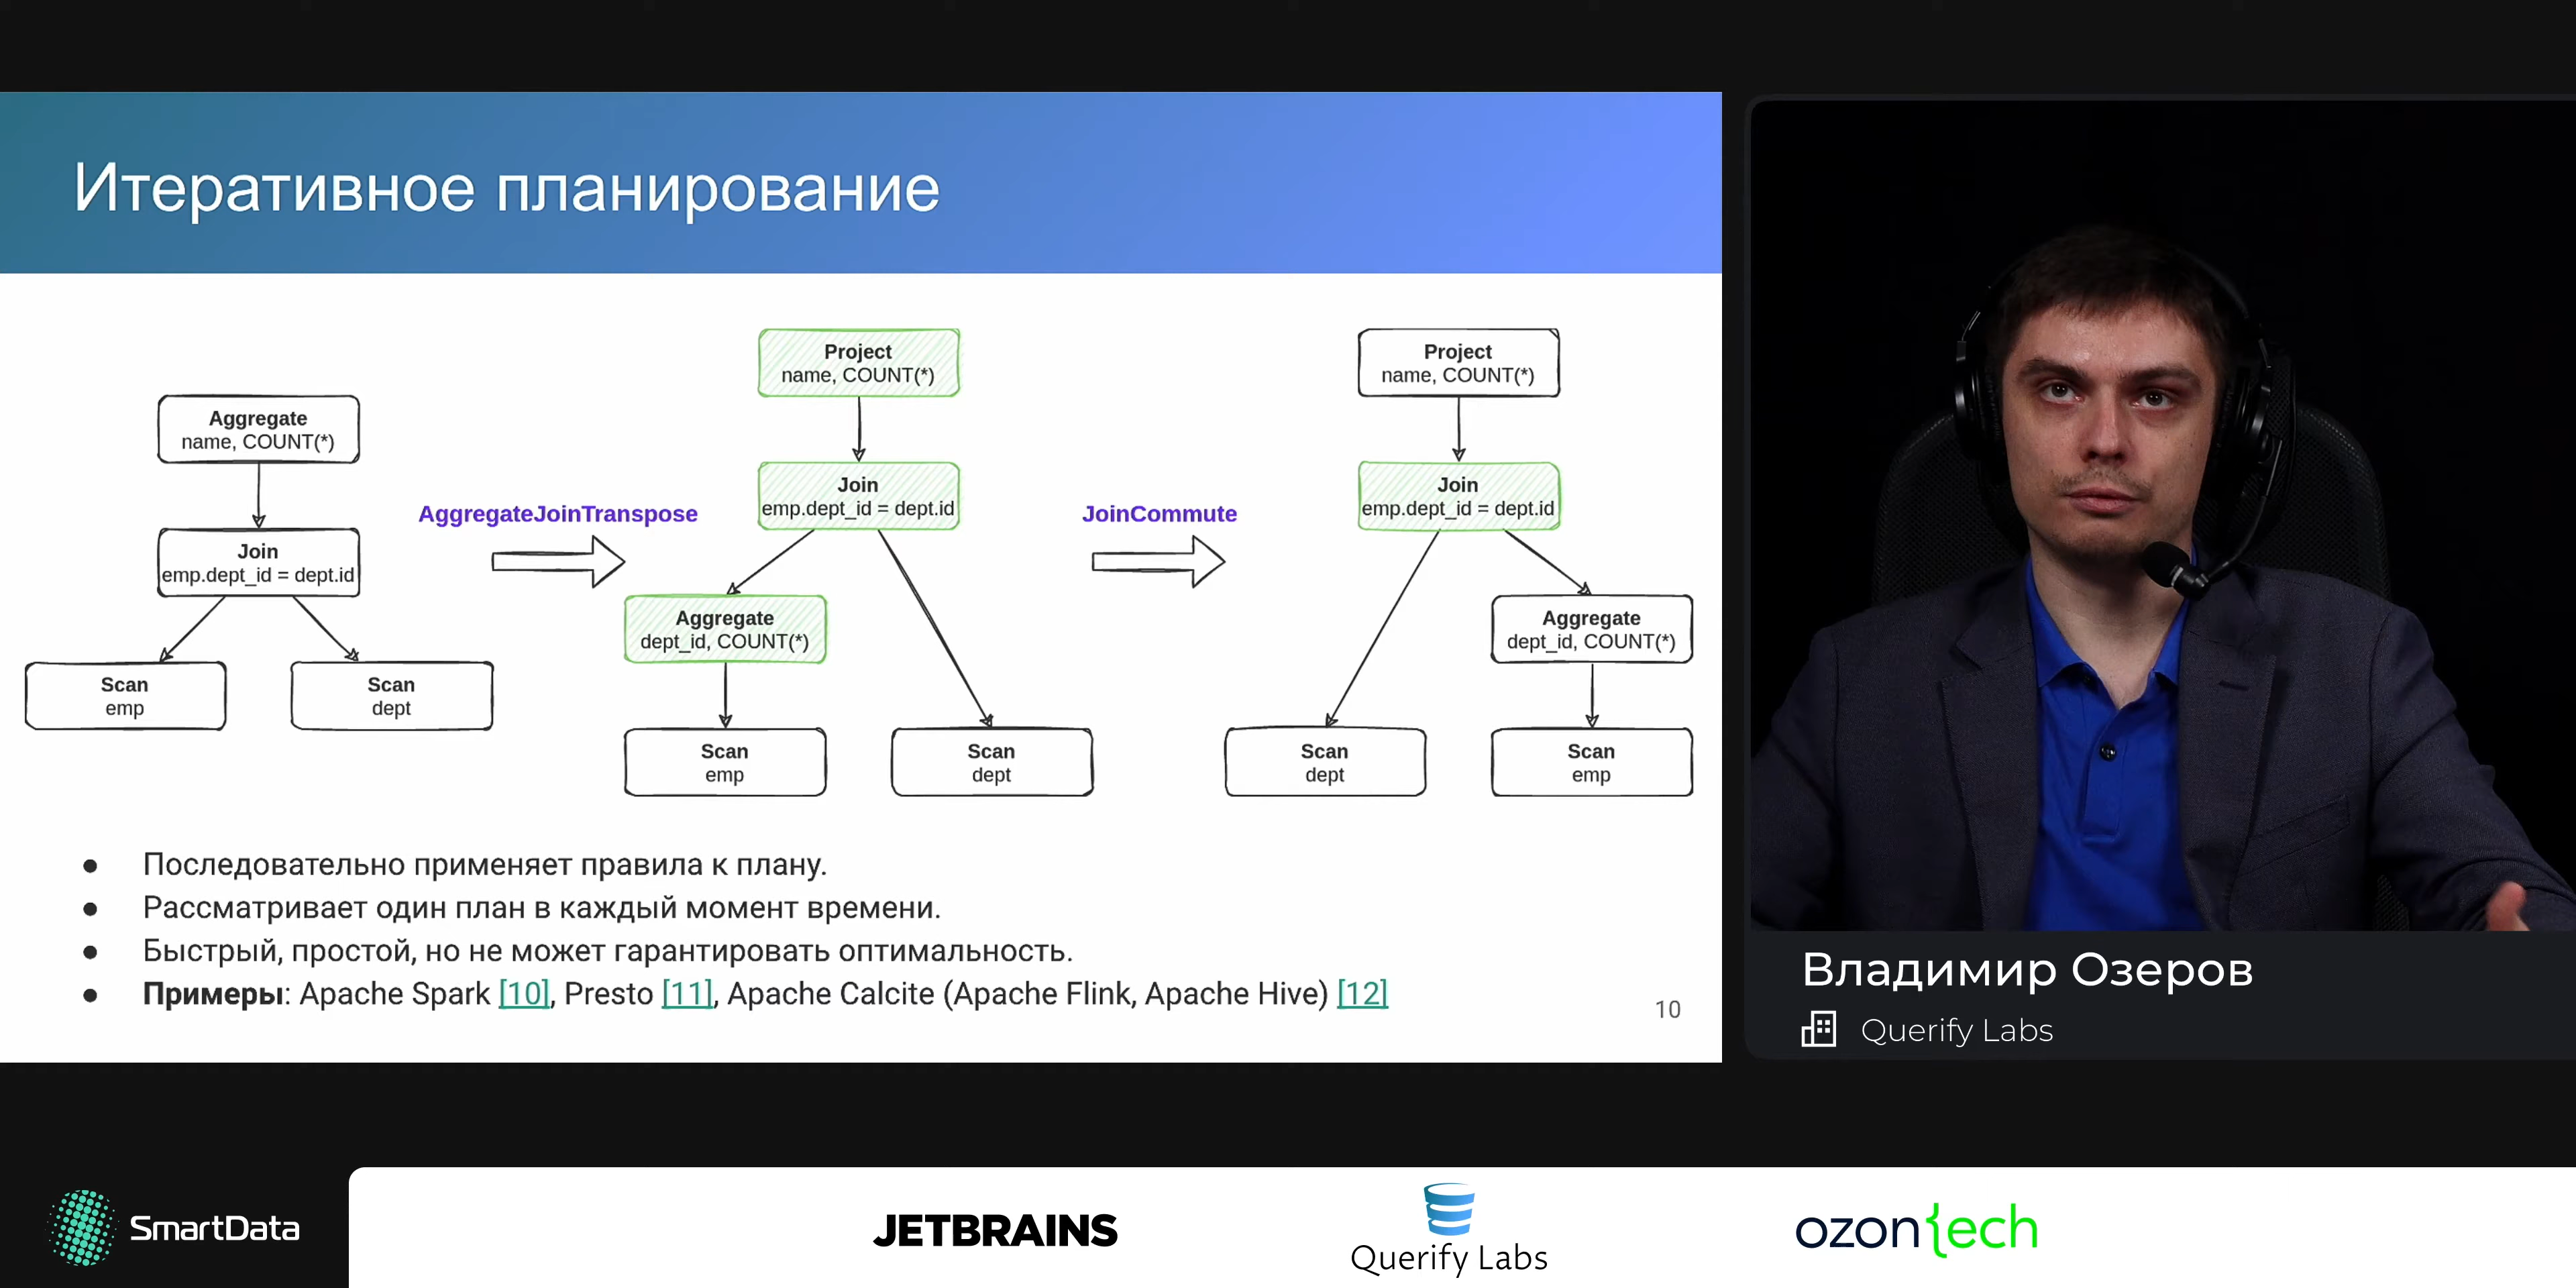 Итеративное планирование
Aggregate
name, COUNT(*)
Join
emp.dept_id = dept.id
Scan
emp
Scan
dept
AggregateJoinTranspose
Project
name, COUNT(*)
Join
emp.dept_id = dept.id
Aggregate
dept_id, COUNT(*)
Scan
emp
Scan
dept
JoinCommute
Project
name, COUNT(*)
Join
emp.dept_id = dept.id
Aggregate
dept_id, COUNT(*)
Scan
dept
Scan
emp
● Последовательно применяет правила к плану.
● Рассматривает один план в каждый момент времени.
● Быстрый, простой, но не может гарантировать оптимальность.
● Примеры: Apache Spark [10], Presto [11], Apache Calcite (Apache Flink, Apache Hive) [12]
10
Владимир Озеров
Querify Labs
SmartData
JETBRAINS
Querify Labs
ozon{ech